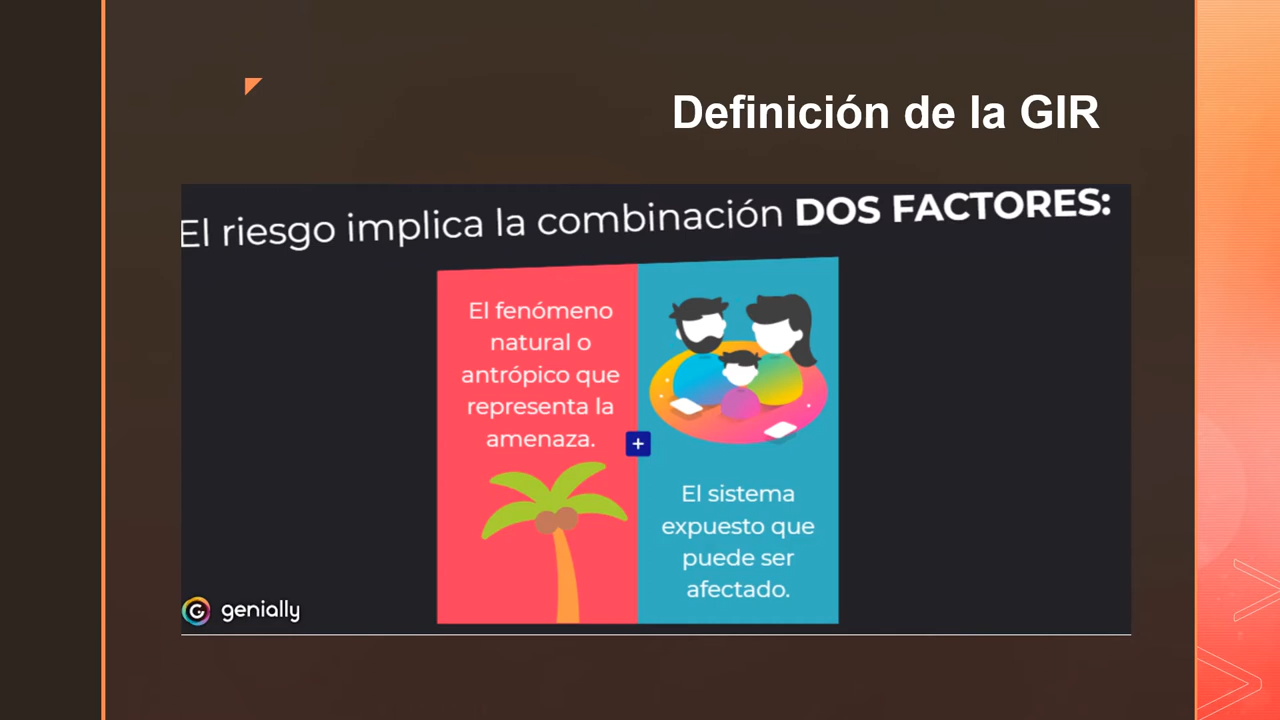 Definición de la GIR
El riesgo implica la combinación DOS FACTORES:
El fenómeno
natural o
antrópico que
representa la
amenaza.
+
El sistema
expuesto que
puede ser
afectado.
G genially